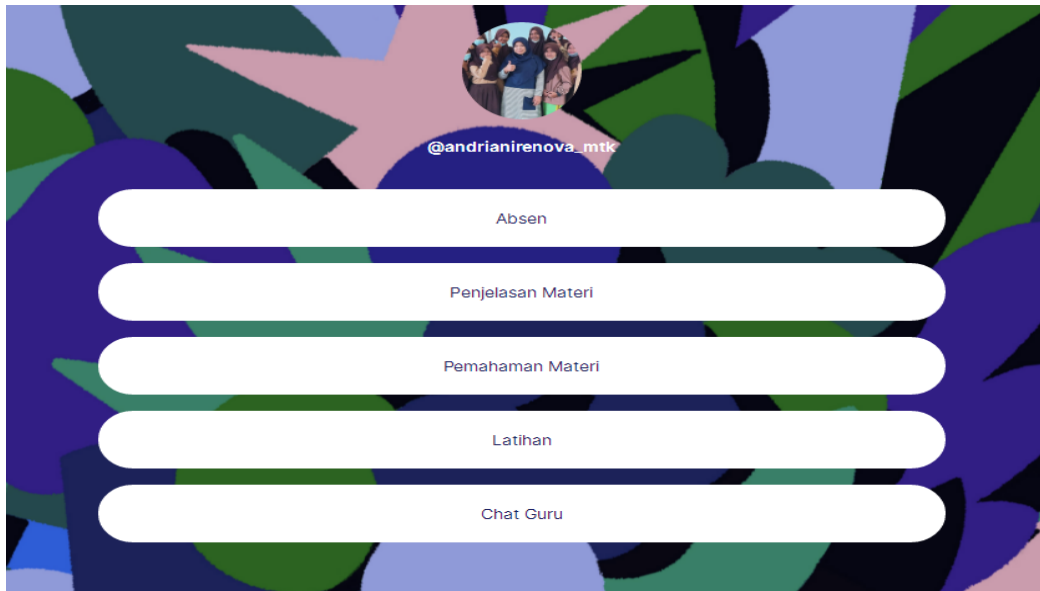 @andrianirenova_mtk
Absen
Penjelasan Materi
Pemahaman Materi
Latihan
Chat Guru